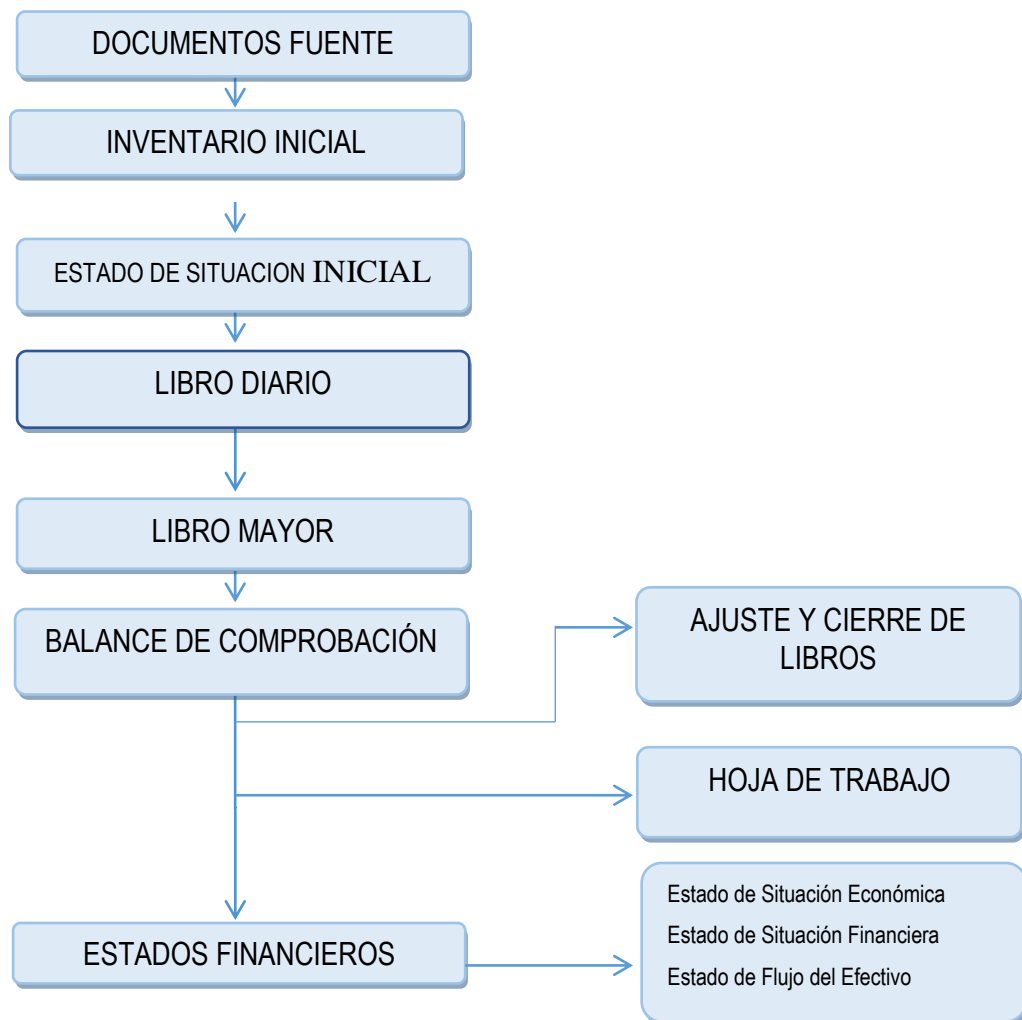 DOCUMENTOS FUENTE
INVENTARIO INICIAL
ESTADO DE SITUACION INICIAL
LIBRO DIARIO
LIBRO MAYOR
BALANCE DE COMPROBACIÓN
AJUSTE Y CIERRE DE
LIBROS
HOJA DE TRABAJO
ESTADOS FINANCIEROS
Estado de Situación Económica
Estado de Situación Financiera
Estado de Flujo del Efectivo